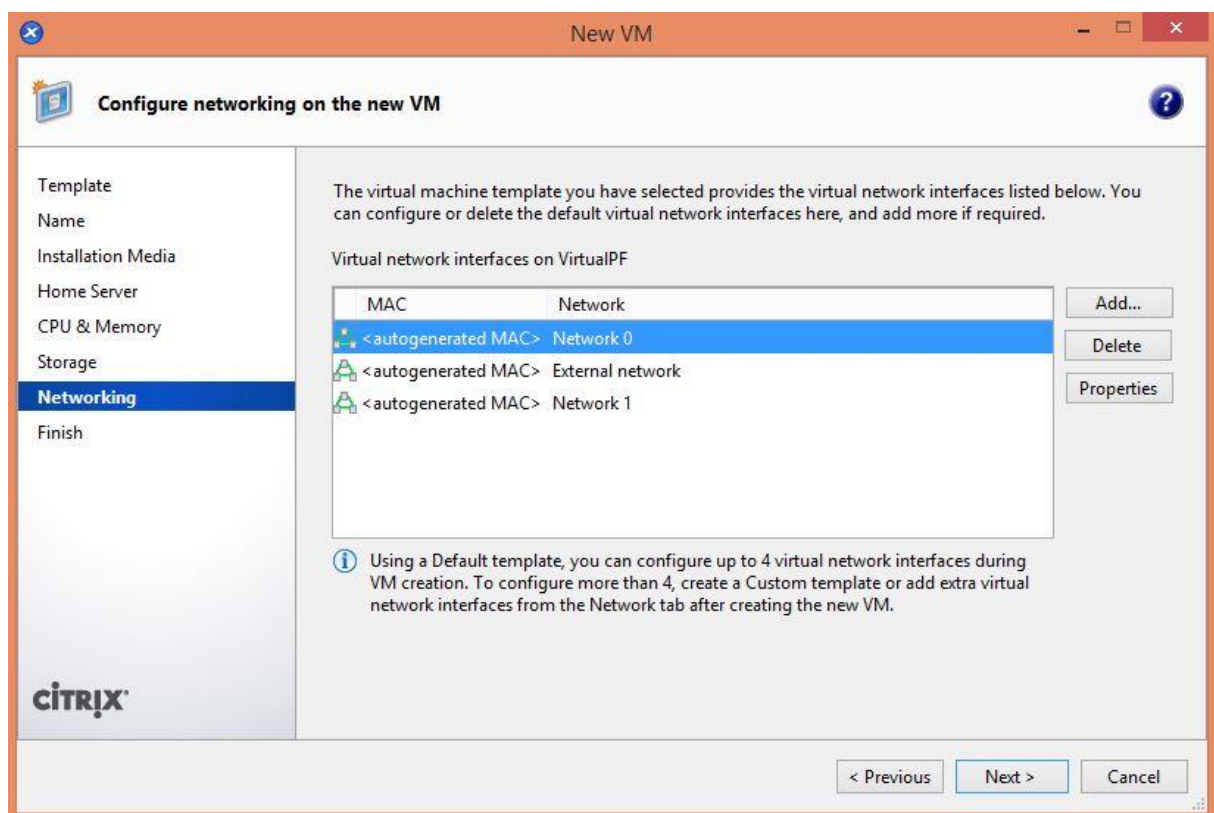 New VM
Configure networking on the new VM
?
Template
Name
Installation Media
Home Server
CPU & Memory
Storage
Networking
Finish
The virtual machine template you have selected provides the virtual network interfaces listed below. You
can configure or delete the default virtual network interfaces here, and add more if required.
Virtual network interfaces on VirtualPF
MAC Network
<autogenerated MAC> Network 0
<autogenerated MAC> External network
<autogenerated MAC> Network 1
Add...
Delete
Properties
Using a Default template, you can configure up to 4 virtual network interfaces during
VM creation. To configure more than 4, create a Custom template or add extra virtual
network interfaces from the Network tab after creating the new VM.
CITRIX
< Previous Next > Cancel